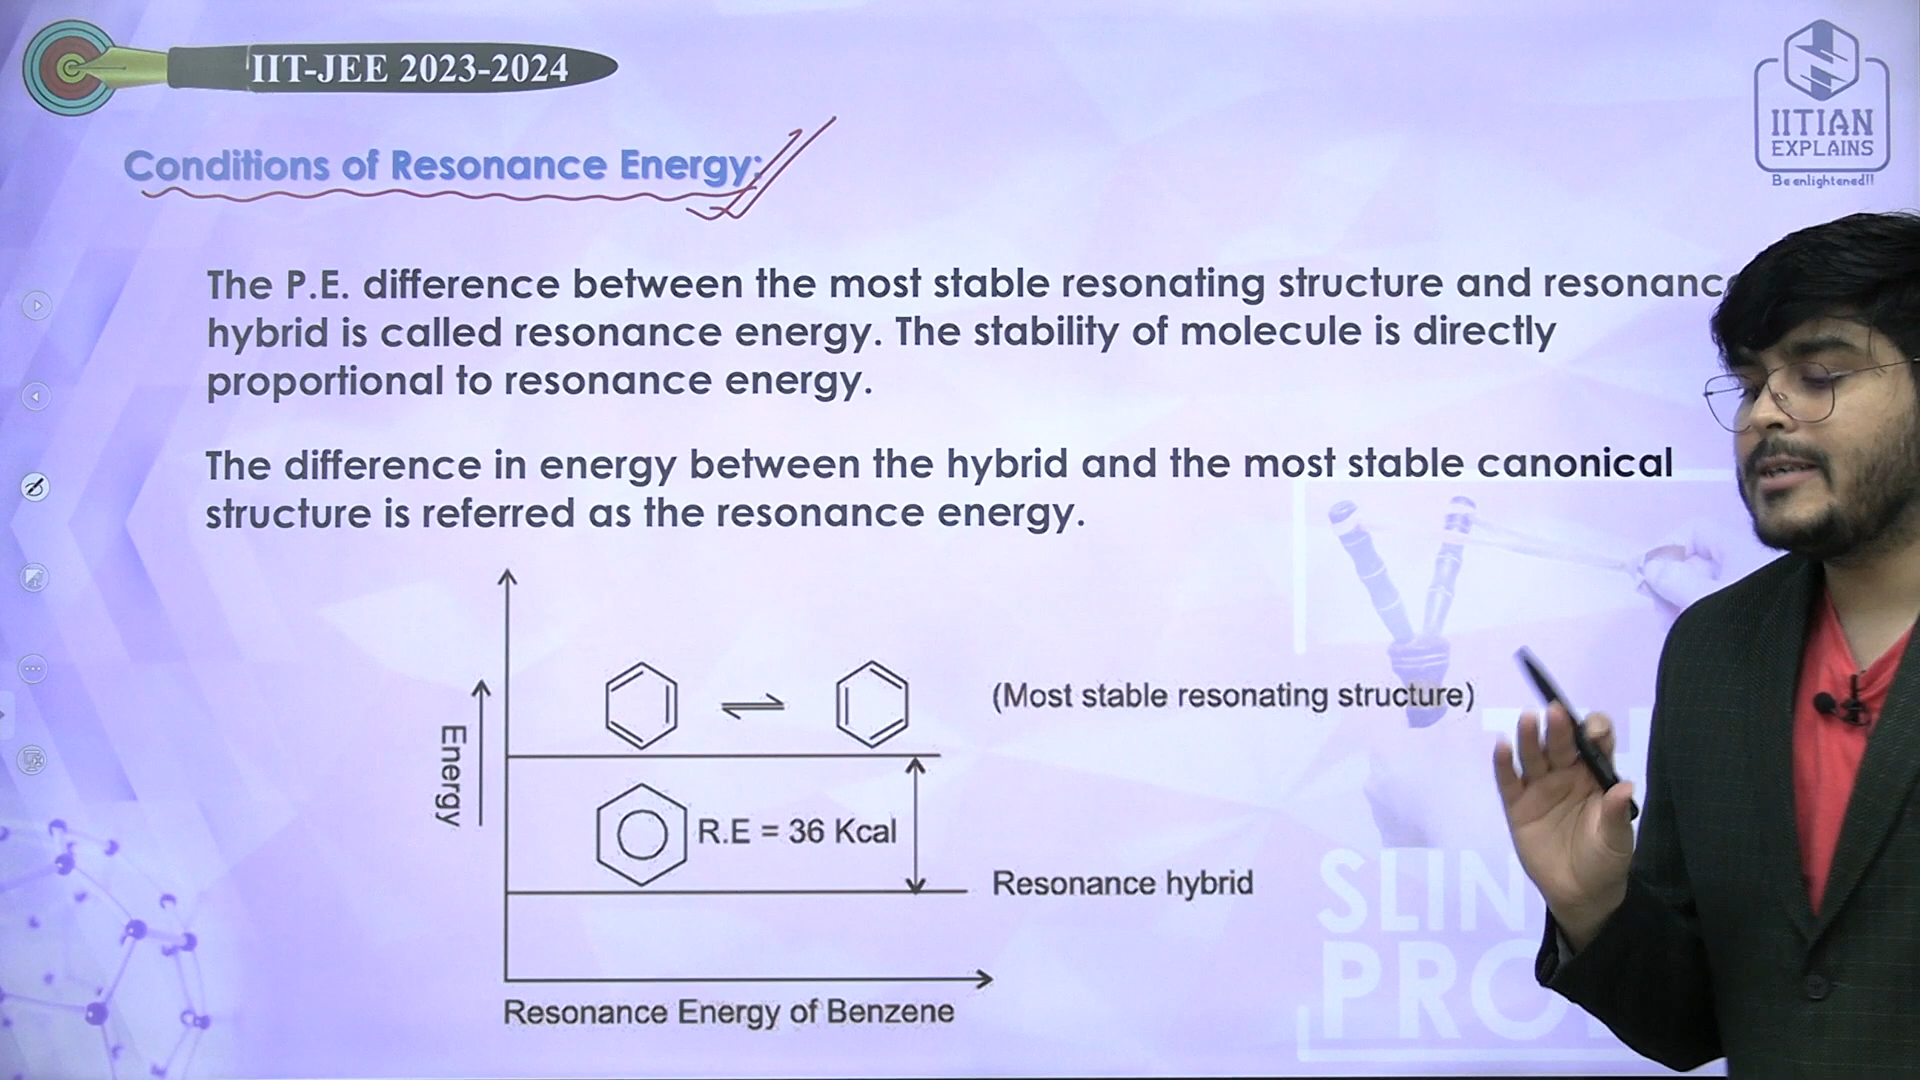 IIT-JEE 2023-2024
IITIAN
EXPLAINS
Be enlightened!!
Conditions of Resonance Energy:
The P.E. difference between the most stable resonating structure and resonanc
hybrid is called resonance energy. The stability of molecule is directly
proportional to resonance energy.
The difference in energy between the hybrid and the most stable canonical
structure is referred as the resonance energy.
(Most stable resonating structure)
Energy
R.E = 36 Kcal
Resonance hybrid
Resonance Energy of Benzene
SLIN
PRO